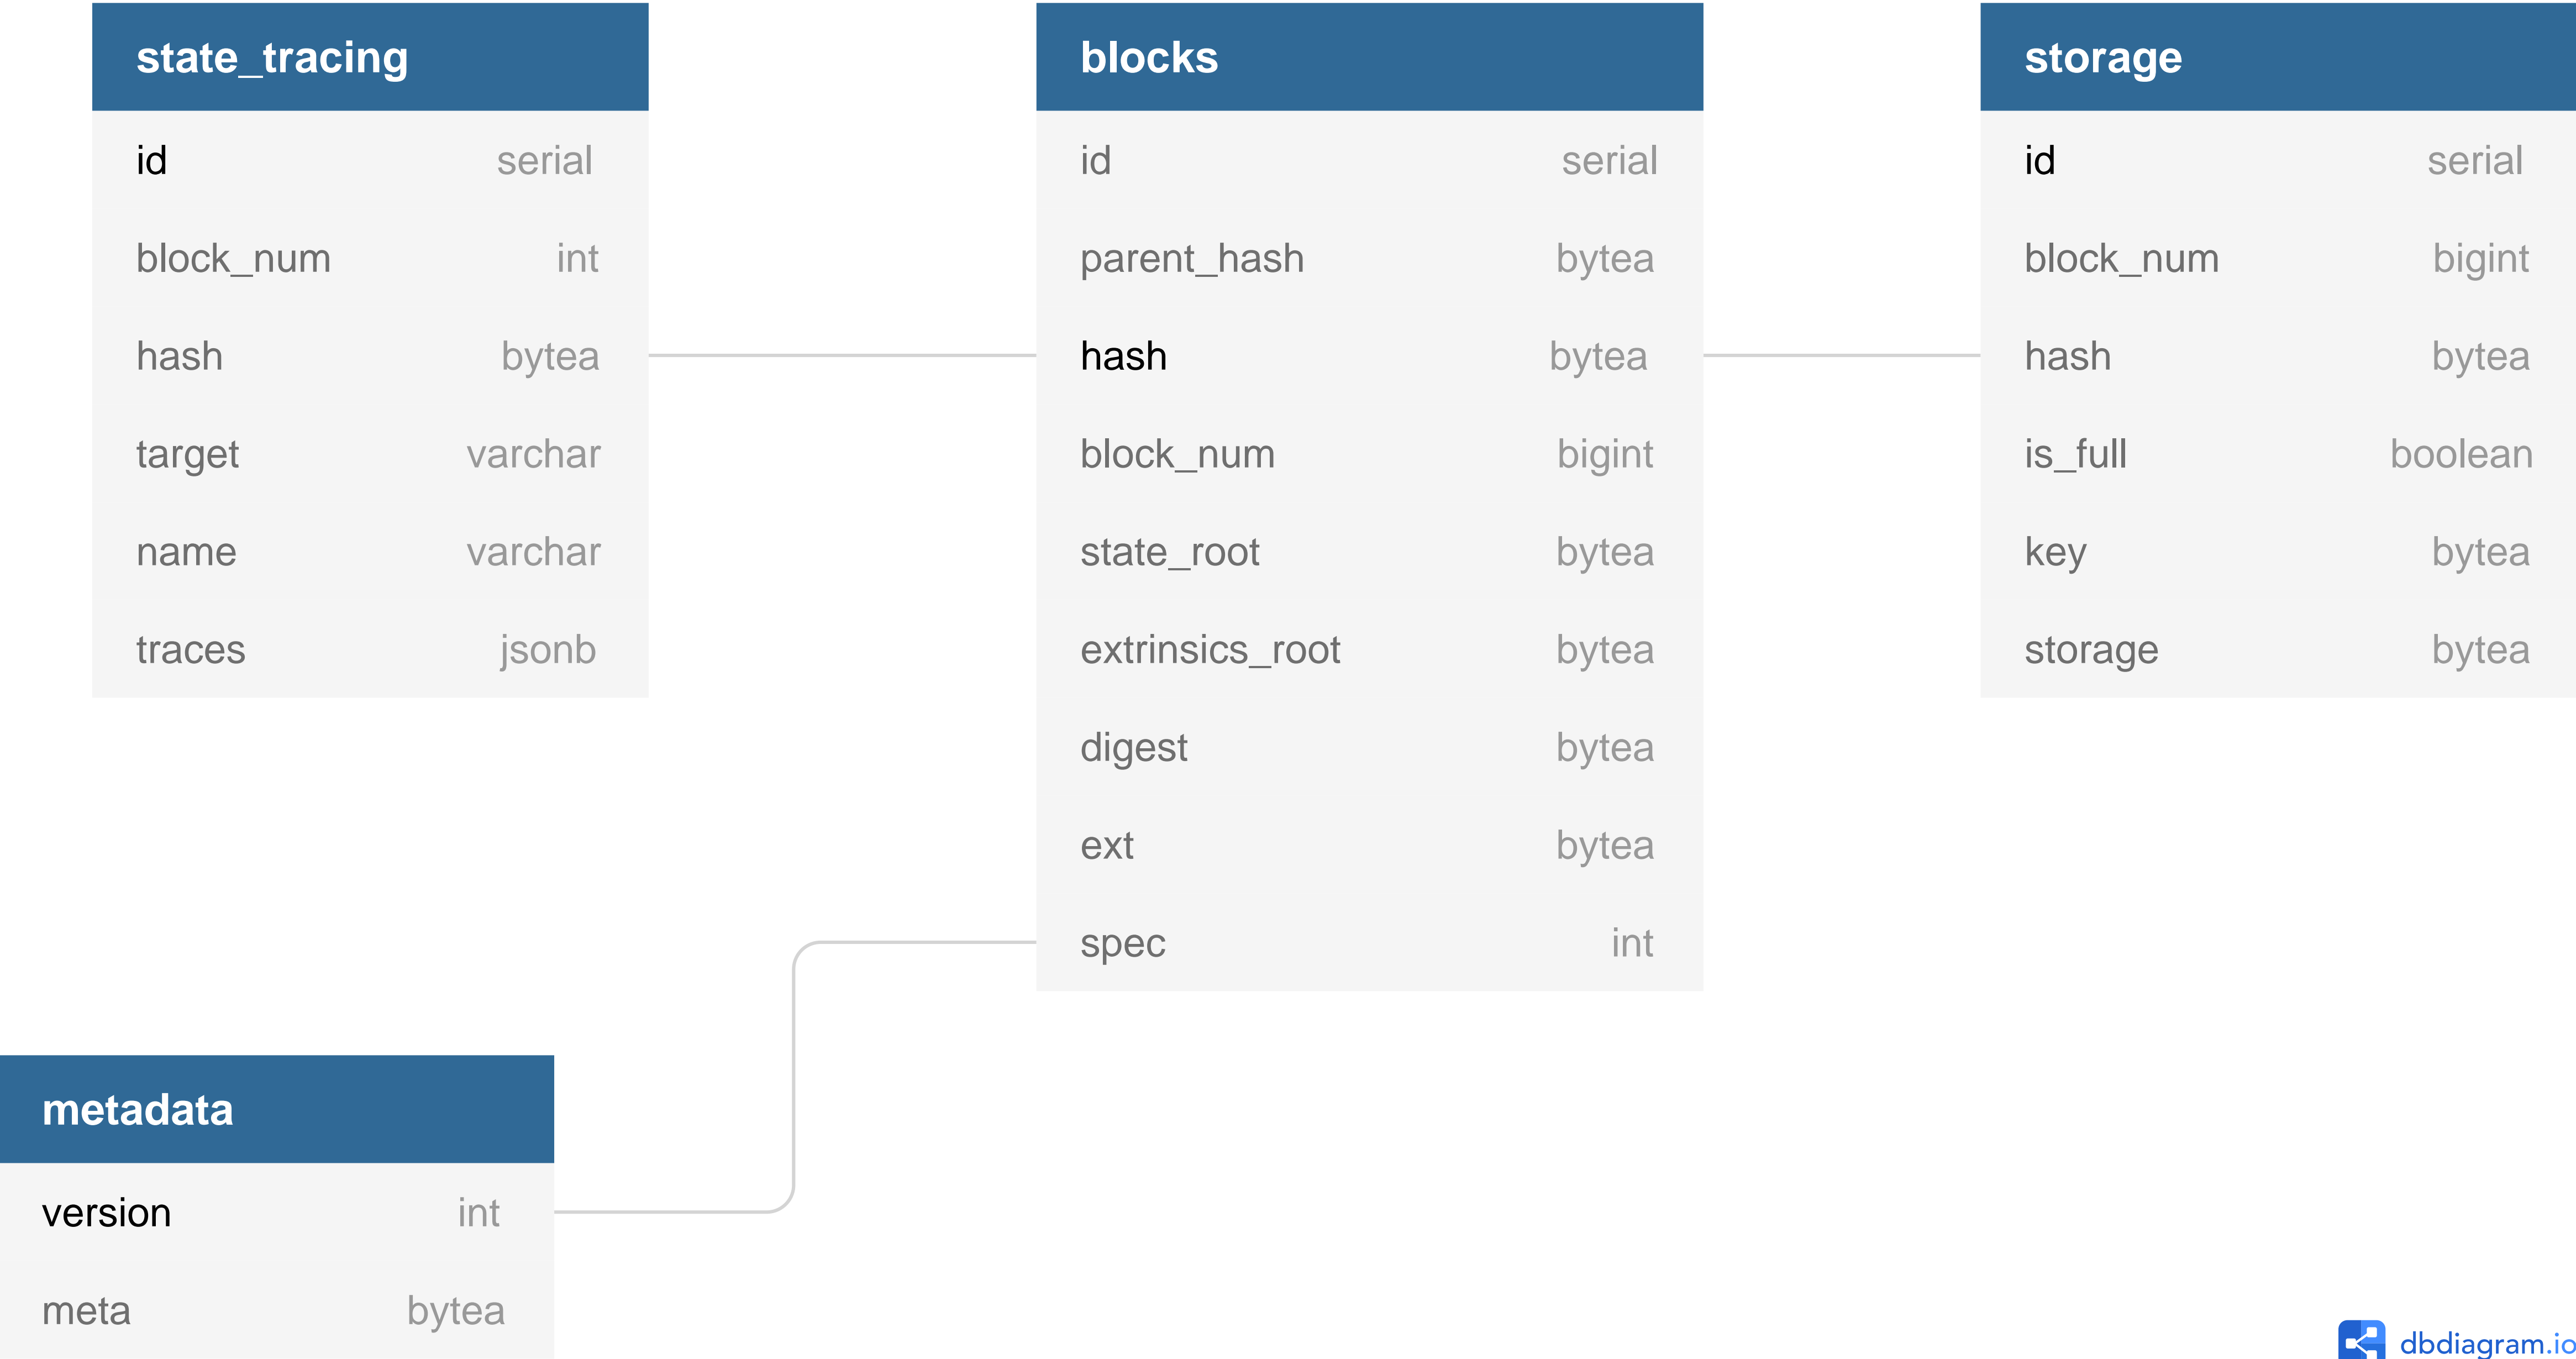 state_tracing
id serial
block_num int
hash bytea
target varchar
name varchar
traces jsonb
blocks
id serial
parent_hash bytea
hash bytea
block_num bigint
state_root bytea
extrinsics_root bytea
digest bytea
ext bytea
spec int
storage
id serial
block_num bigint
hash bytea
is_full boolean
key bytea
storage bytea
metadata
version int
meta bytea
dbdiagram.io